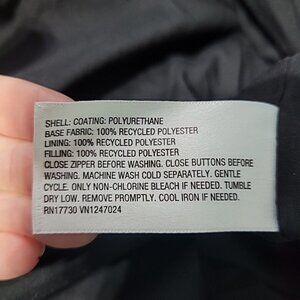 SHELL: COATING: POLYURETHANE
BASE FABRIC: 100% RECYCLED POLYESTER
LINING: 100% RECYCLED POLYESTER
FILLING: 100% RECYCLED POLYESTER
CLOSE ZIPPER BEFORE WASHING. CLOSE BUTTONS BEFORE
WASHING. MACHINE WASH COLD SEPARATELY. GENTLE
CYCLE. ONLY NON-CHLORINE BLEACH IF NEEDED. TUMBLE
DRY LOW. REMOVE PROMPTLY. COOL IRON IF NEEDED.
RN17730 VN1247024